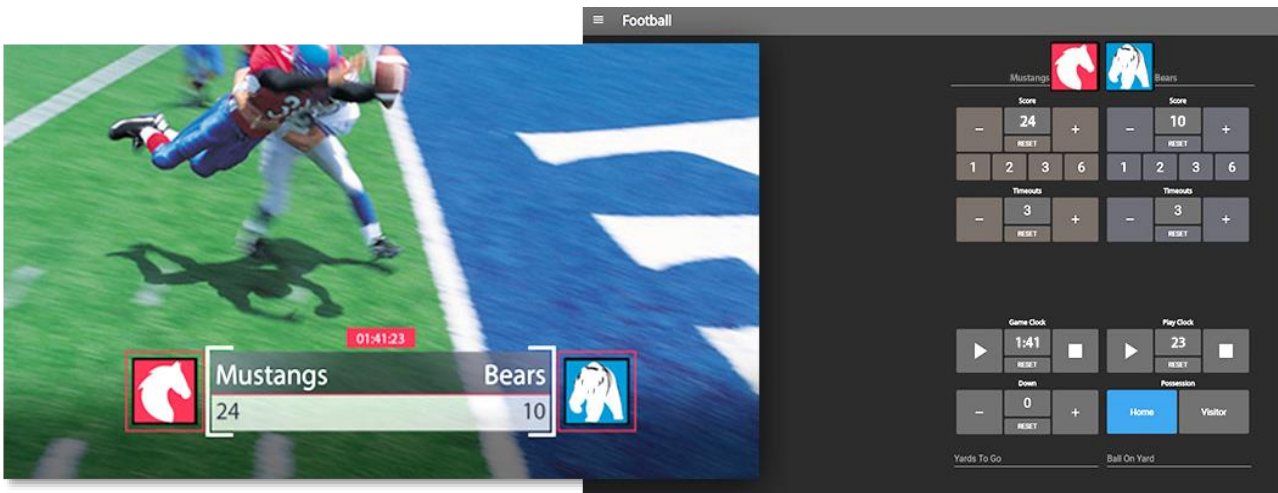 ≡ Football
Mustangs Bears
Score Score
– 24 + – 10 +
RESET RESET
1 2 3 6 1 2 3 6
Timeouts Timeouts
– 3 + – 3 +
RESET RESET
01:41:23
Mustangs Bears
24 10
Game Clock Play Clock
1:41 23
RESET RESET
Down Possession
– 0 + Home Visitor
RESET
Yards To Go Ball On Yard